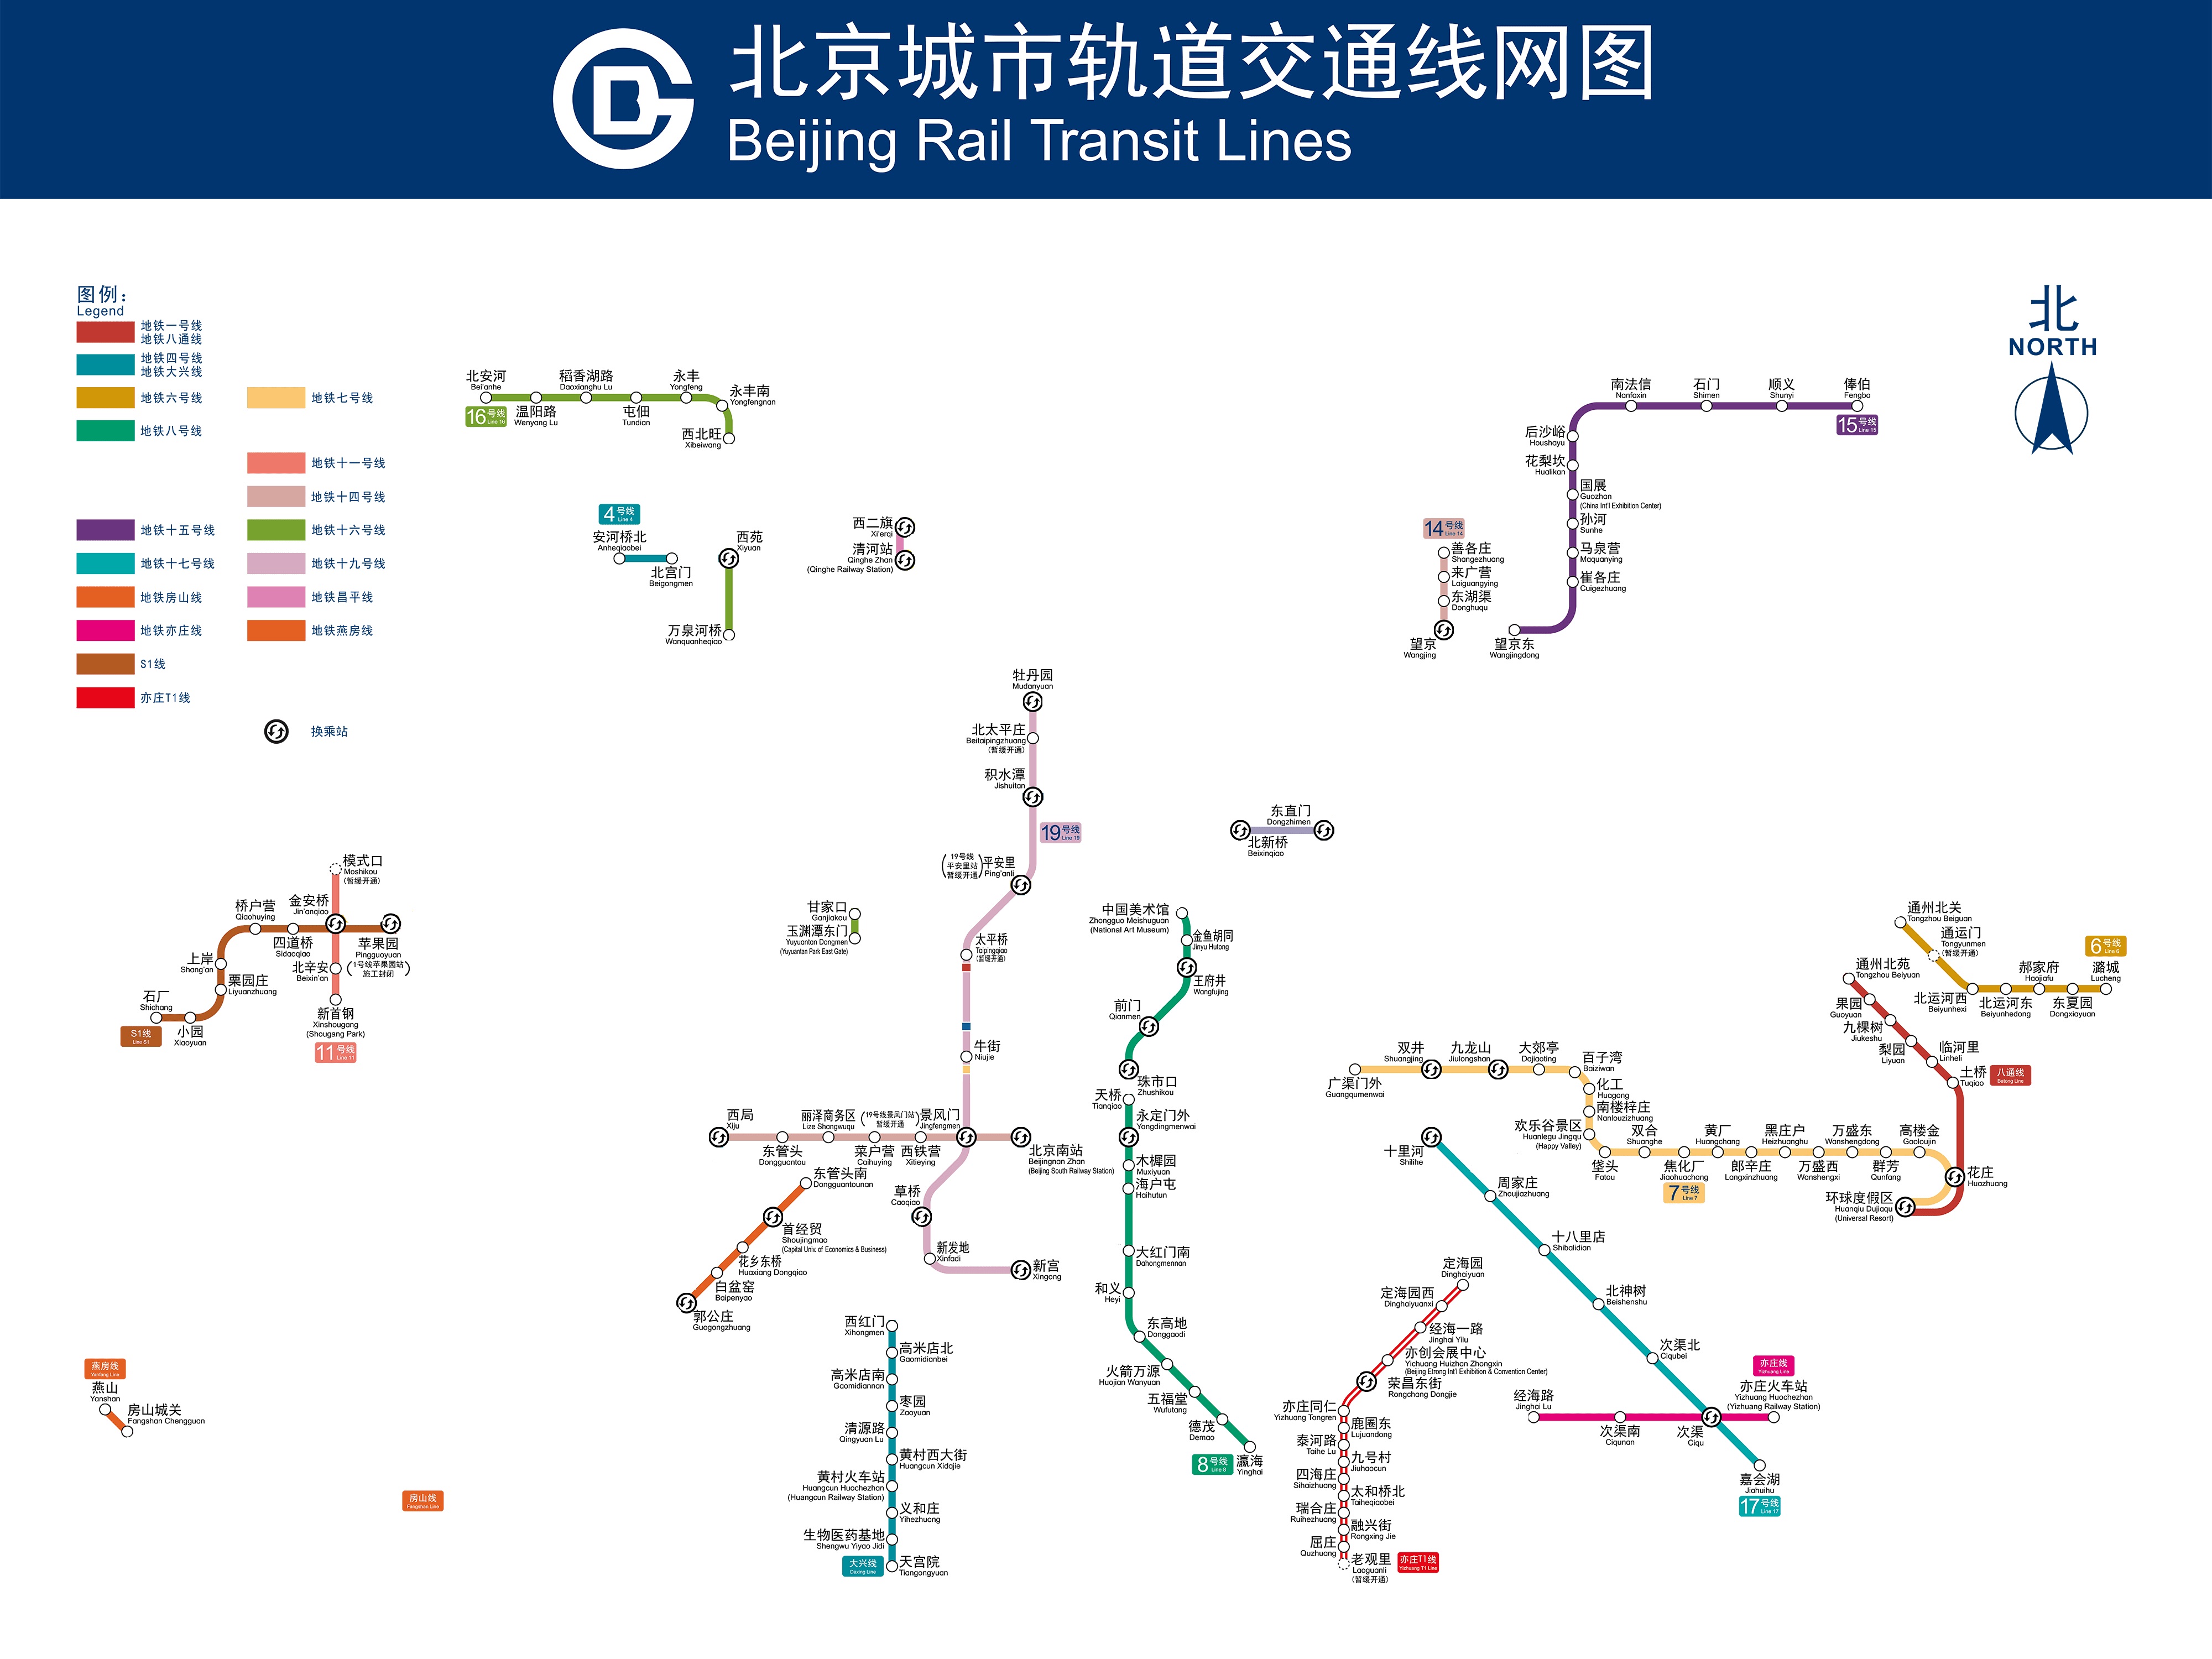 北京城市轨道交通线网图
Beijing Rail Transit Lines
图例：
Legend
地铁一号线
地铁八通线
地铁四号线
地铁大兴线
地铁六号线
地铁七号线
地铁八号线
地铁十一号线
地铁十四号线
地铁十五号线
地铁十六号线
地铁十七号线
地铁十九号线
地铁房山线
地铁昌平线
地铁亦庄线
地铁燕房线
S1线
亦庄T1线
换乘站
北
NORTH
北安河
Bei'anhe
16号线
Line 16
温阳路
Wenyang Lu
稻香湖路
Daoxianghu Lu
屯佃
Tundian
永丰
Yongfeng
永丰南
Yongfengnan
西北旺
Xibeiwang
4号线
Line 4
安河桥北
Anheqiaobei
北宫门
Beigongmen
西苑
Xiyuan
万泉河桥
Wanquanheqiao
西二旗
Xi'erqi
清河站
Qinghe Zhan
(Qinghe Railway Station)
南法信
Nanfaxin
石门
Shimen
顺义
Shunyi
俸伯
Fengbo
15号线
Line 15
后沙峪
Houshayu
花梨坎
Hualikan
国展
Guozhan
(China Int'l Exhibition Center)
孙河
Sunhe
马泉营
Maquanying
崔各庄
Cuigezhuang
望京东
Wangjingdong
14号线
Line 14
善各庄
Shangezhuang
来广营
Laiguangying
东湖渠
Donghuqu
望京
Wangjing
牡丹园
Mudanyuan
北太平庄
Beitaipingzhuang
(暂缓开通)
积水潭
Jishuitan
19号线
Line 19
19号线
平安里站
暂缓开通
平安里
Ping'anli
太平桥
Taipingqiao
(暂缓开通)
牛街
Niujie
东直门
Dongzhimen
北新桥
Beixinqiao
模式口
Moshikou
(暂缓开通)
金安桥
Jin'anqiao
桥户营
Qiaohuying
四道桥
Sidaoqiao
苹果园
Pingguoyuan
(1号线苹果园站)
施工封闭
北辛安
Beixin'an
上岸
Shang'an
栗园庄
Liyuanzhuang
石厂
Shichang
小园
Xiaoyuan
S1线
Line S1
新首钢
Xinshougang
(Shougang Park)
11号线
Line 11
甘家口
Ganjiakou
玉渊潭东门
Yuyuantan Dongmen
(Yuyuantan Park East Gate)
中国美术馆
Zhongguo Meishuguan
(National Art Museum)
金鱼胡同
Jinyu Hutong
王府井
Wangfujing
前门
Qianmen
珠市口
Zhushikou
天桥
Tianqiao
永定门外
Yongdingmenwai
木樨园
Muxiyuan
海户屯
Haihutun
大红门南
Dahongmennan
和义
Heyi
东高地
Donggaodi
火箭万源
Huojian Wanyuan
五福堂
Wufutang
德茂
Demao
8号线
Line 8
瀛海
Yinghai
通州北关
Tongzhou Beiguan
通运门
Tongyunmen
(暂缓开通)
6号线
Line 6
北运河西
Beiyunhexi
北运河东
Beiyunhedong
郝家府
Haojiafu
东夏园
Dongxiayuan
潞城
Lucheng
通州北苑
Tongzhou Beiyuan
果园
Guoyuan
九棵树
Jiukeshu
梨园
Liyuan
临河里
Linheli
土桥
Tuqiao
八通线
Batong Line
花庄
Huazhuang
环球度假区
Huanqiu Dujiaqu
(Universal Resort)
广渠门外
Guangqumenwai
双井
Shuangjing
九龙山
Jiulongshan
大郊亭
Dajiaoting
百子湾
Baiziwan
化工
Huagong
南楼梓庄
Nanlouzizhuang
欢乐谷景区
Huanlegu Jingqu
(Happy Valley)
垡头
Fatou
双合
Shuanghe
焦化厂
Jiaohuachang
7号线
Line 7
黄厂
Huangchang
郎辛庄
Langxinzhuang
黑庄户
Heizhuanghu
万盛西
Wanshengxi
万盛东
Wanshengdong
群芳
Qunfang
高楼金
Gaoloujin
西局
Xiju
东管头
Dongguantou
丽泽商务区
Lize Shangwuqu
菜户营
Caihuying
(19号线景风门站)
暂缓开通
西铁营
Xitieying
景风门
Jingfengmen
北京南站
Beijingnan Zhan
(Beijing South Railway Station)
东管头南
Dongguantounan
首经贸
Shoujingmao
(Capital Univ. of Economics & Business)
花乡东桥
Huaxiang Dongqiao
白盆窑
Baipenyao
郭公庄
Guogongzhuang
草桥
Caoqiao
新发地
Xinfadi
新宫
Xingong
西红门
Xihongmen
高米店北
Gaomidianbei
高米店南
Gaomidiannan
枣园
Zaoyuan
清源路
Qingyuan Lu
黄村西大街
Huangcun Xidajie
黄村火车站
Huangcun Huochezhan
(Huangcun Railway Station)
义和庄
Yihezhuang
生物医药基地
Shengwu Yiyao Jidi
大兴线
Daxing Line
天宫院
Tiangongyuan
十里河
Shilihe
周家庄
Zhoujiazhuang
十八里店
Shibalidian
北神树
Beishenshu
次渠北
Ciqubei
次渠
Ciqu
嘉会湖
Jiahuihu
17号线
Line 17
经海路
Jinghai Lu
次渠南
Ciqunan
亦庄线
Yizhuang Line
亦庄火车站
Yizhuang Huochezhan
(Yizhuang Railway Station)
定海园
Dinghaiyuan
定海园西
Dinghaiyuanxi
经海一路
Jinghai Yilu
亦创会展中心
Yichuang Huizhan Zhongxin
(Beijing Etrong Int'l Exhibition & Convention Center)
荣昌东街
Rongchang Dongjie
亦庄同仁
Yizhuang Tongren
鹿圈东
Lujuandong
泰河路
Taihe Lu
九号村
Jiuhaocun
四海庄
Sihaizhuang
太和桥北
Taiheqiaobei
瑞合庄
Ruihezhuang
融兴街
Rongxing Jie
屈庄
Quzhuang
老观里
Laoguanli
(暂缓开通)
亦庄T1线
Yizhuang T1 Line
燕房线
Yanfang Line
燕山
Yanshan
房山城关
Fangshan Chengguan
房山线
Fangshan Line